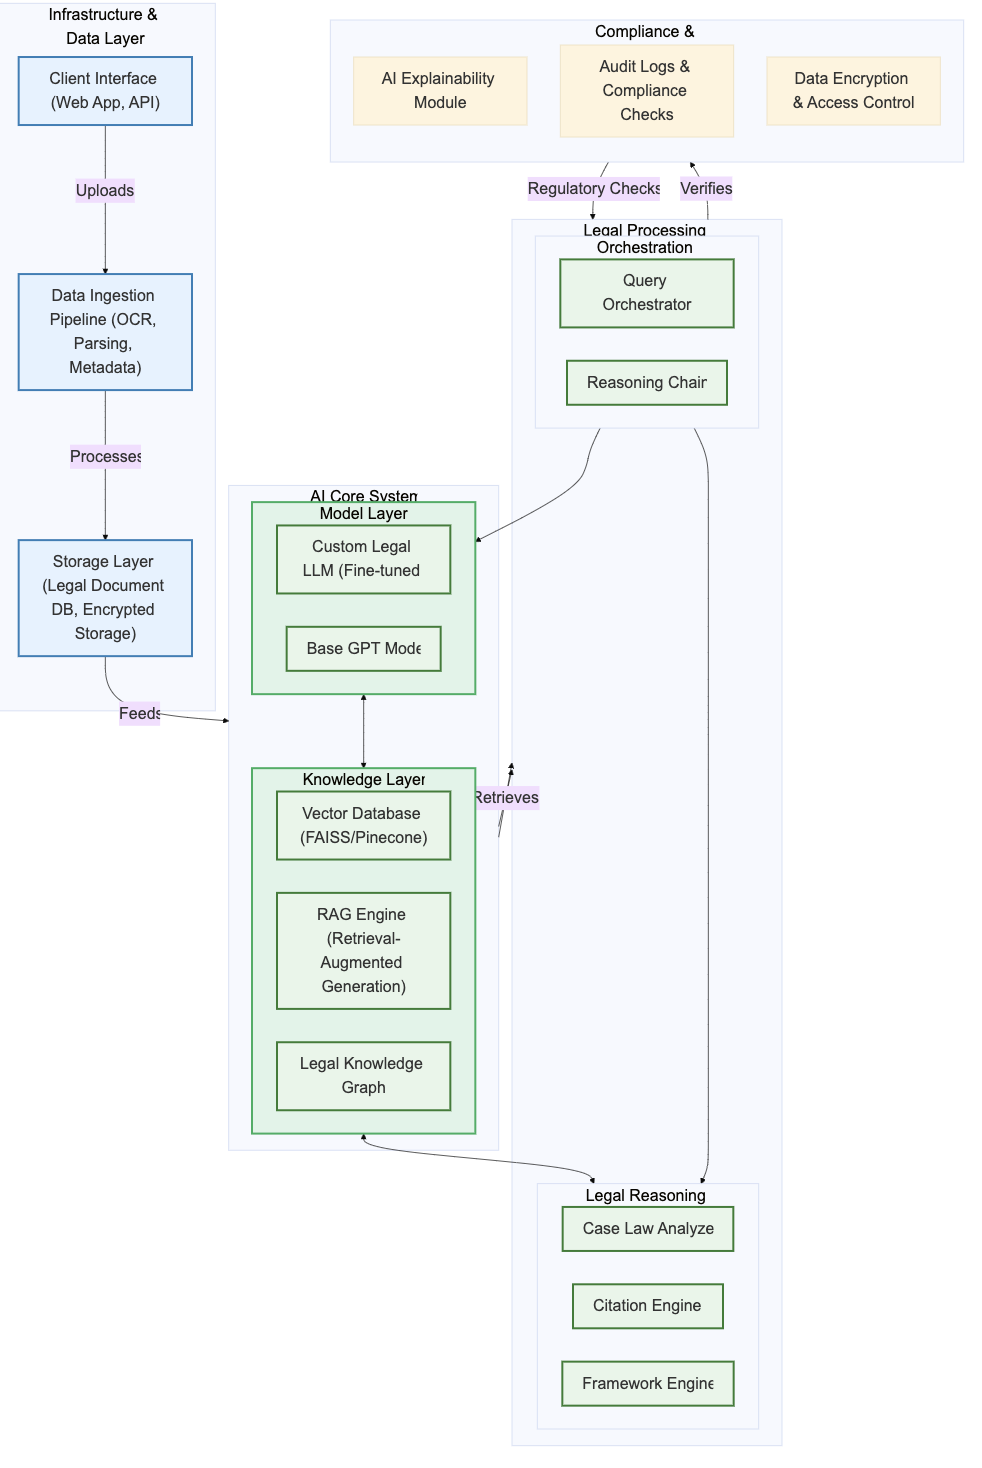 Infrastructure &
Data Layer
Client Interface
(Web App, API)
Uploads
Data Ingestion
Pipeline (OCR,
Parsing,
Metadata)
Processes
Storage Layer
(Legal Document
DB, Encrypted
Storage)
Feeds
Compliance &
AI Explainability
Module
Audit Logs &
Compliance
Checks
Data Encryption
& Access Control
Regulatory Checks
Verifies
Legal Processing
Orchestration
Query
Orchestrator
Reasoning Chain
AI Core System
Model Layer
Custom Legal
LLM (Fine-tuned
Base GPT Mode
Knowledge Layer
Vector Database
(FAISS/Pinecone)
RAG Engine
(Retrieval-
Augmented
Generation)
Legal Knowledge
Graph
Retrieves
Legal Reasoning
Case Law Analyze
Citation Engine
Framework Engine